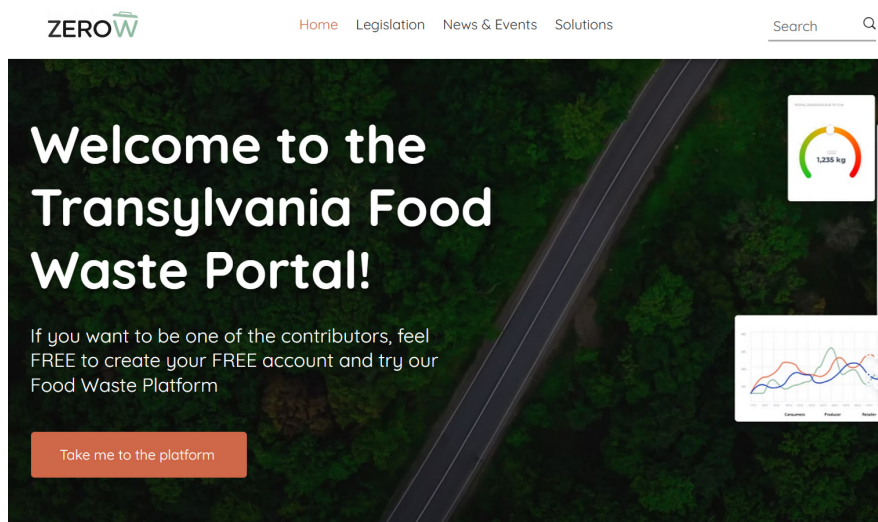 ZEROW
Home Legislation News & Events Solutions
Search
Welcome to the
Transylvania Food
Waste Portal!
If you want to be one of the contributors, feel
FREE to create your FREE account and try our
Food Waste Platform
Take me to the platform
1,235 kg
Consumers Producer Retailer